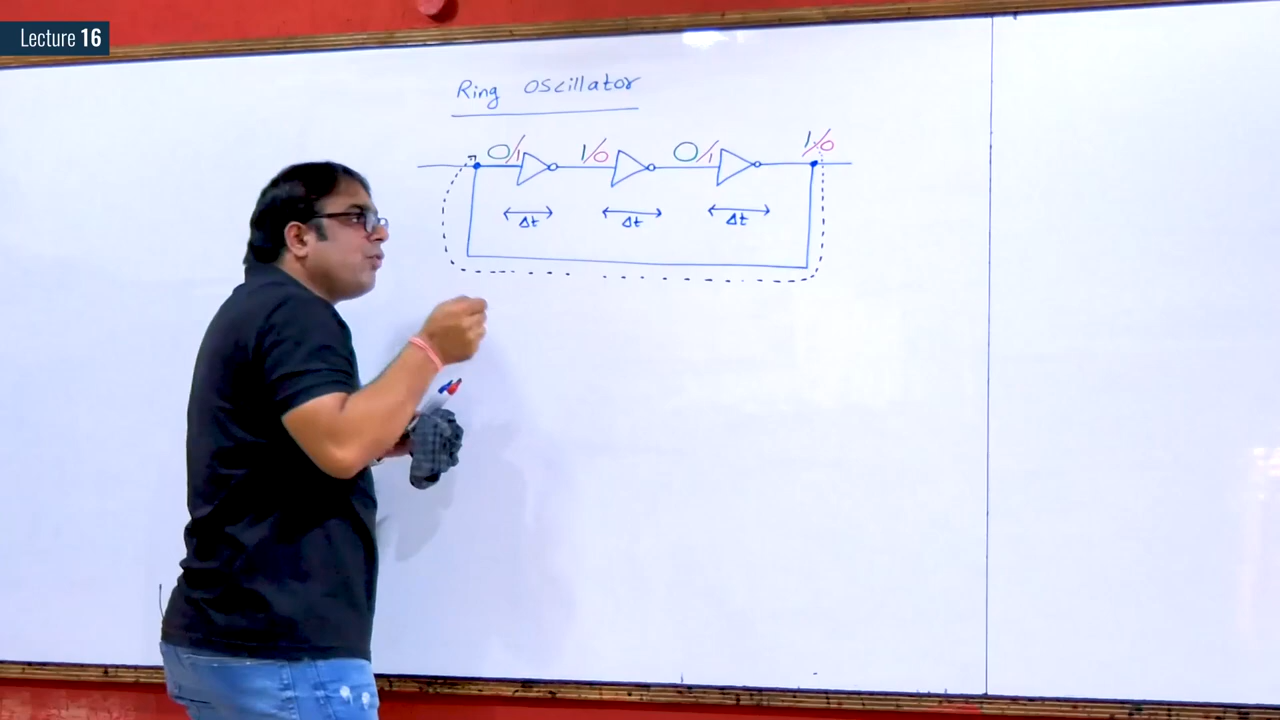 Lecture 16
Ring Oscillator
0/1 1/0 0/1 1/0
Δt Δt Δt